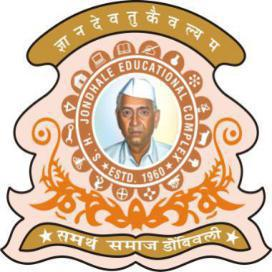 ज्ञानदेवतुकैवल्यम
S. H. JONDHALE EDUCATIONAL COMPLEX
ESTD. 1960
समर्थ समाज डोंबिवली